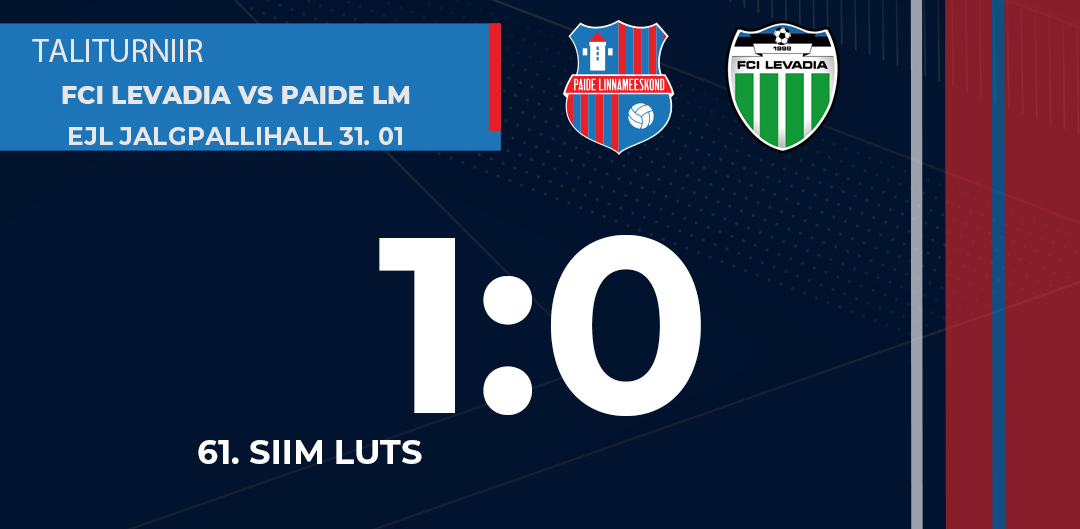 TALITURNIIR
FCI LEVADIA VS PAIDE LM
EJL JALGPALLIHALL 31. 01
PAIDE LINNAMEESKOND
1998
FCI LEVADIA
1:0
61. SIIM LUTS